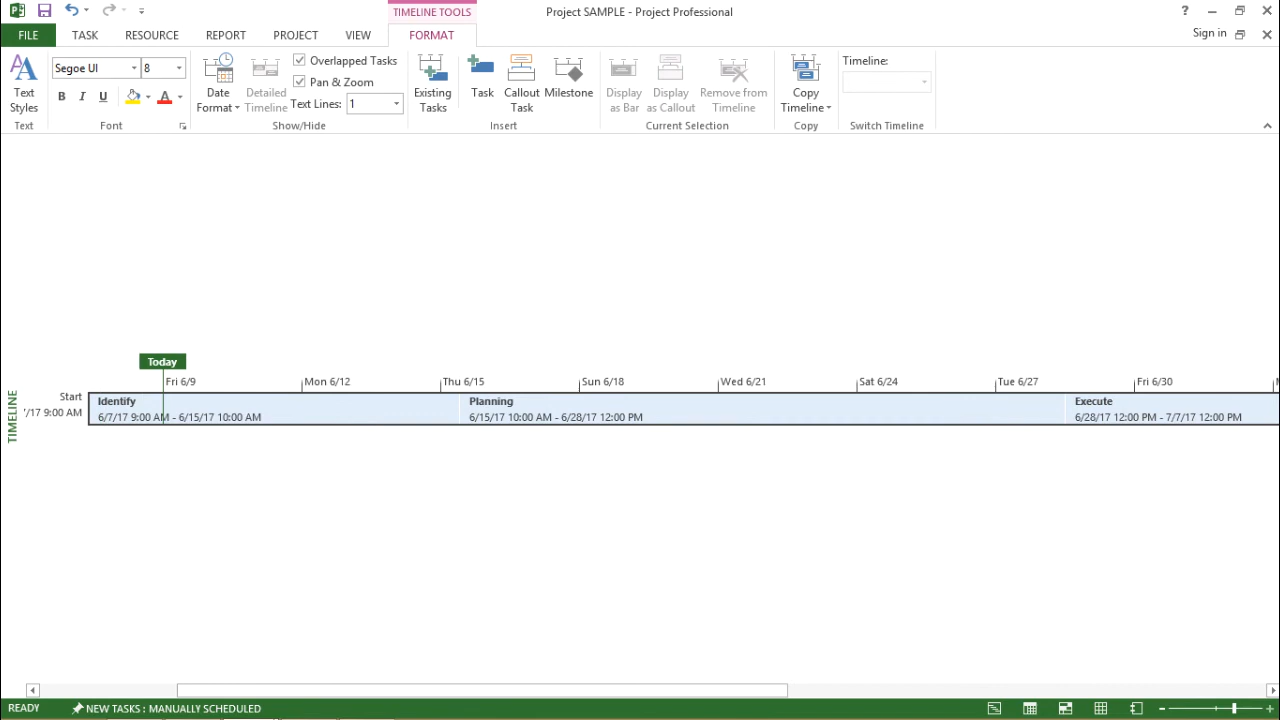 TIMELINE TOOLS
Project SAMPLE - Project Professional
?
FILE TASK RESOURCE REPORT PROJECT VIEW FORMAT Sign in
Text Styles
Segoe UI 8
B I U A
Date Format
Detailed Timeline
Overlapped Tasks
Pan & Zoom
Text Lines: 1
Existing Tasks
Task
Callout Task
Milestone
Display as Bar
Display as Callout
Remove from Timeline
Copy Timeline
Timeline:
Text Font Show/Hide Insert Current Selection Copy Switch Timeline
Today
Fri 6/9 Mon 6/12 Thu 6/15 Sun 6/18 Wed 6/21 Sat 6/24 Tue 6/27 Fri 6/30
TIMELINE
Start
'/17 9:00 AM
Identify
6/7/17 9:00 AM - 6/15/17 10:00 AM
Planning
6/15/17 10:00 AM - 6/28/17 12:00 PM
Execute
6/28/17 12:00 PM - 7/7/17 12:00 PM
READY NEW TASKS : MANUALLY SCHEDULED